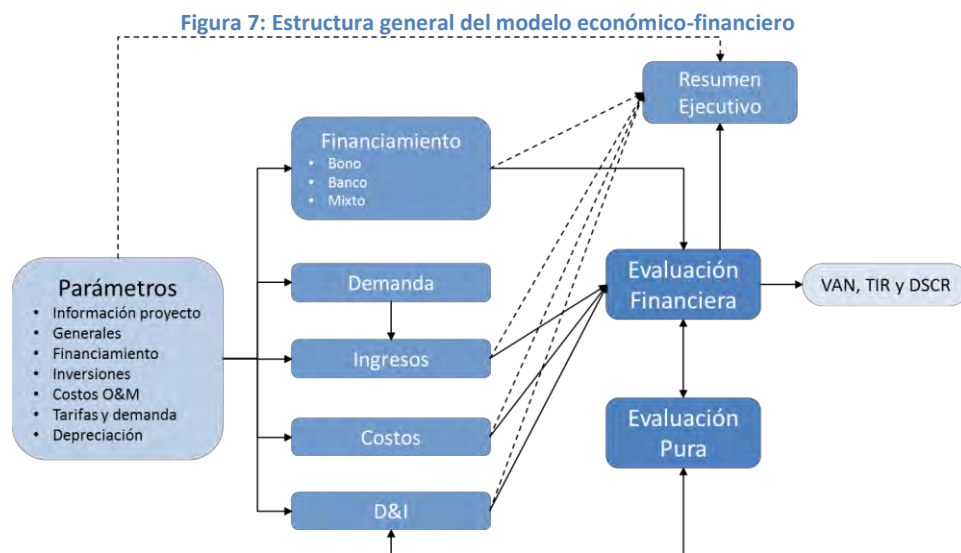 Figura 7: Estructura general del modelo económico-financiero
Resumen
Ejecutivo
Financiamiento
• Bono
• Banco
• Mixto
Parámetros
• Información proyecto
• Generales
• Financiamiento
• Inversiones
• Costos O&M
• Tarifas y demanda
• Depreciación
Demanda
Ingresos
Costos
D&I
Evaluación
Financiera
VAN, TIR y DSCR
Evaluación
Pura